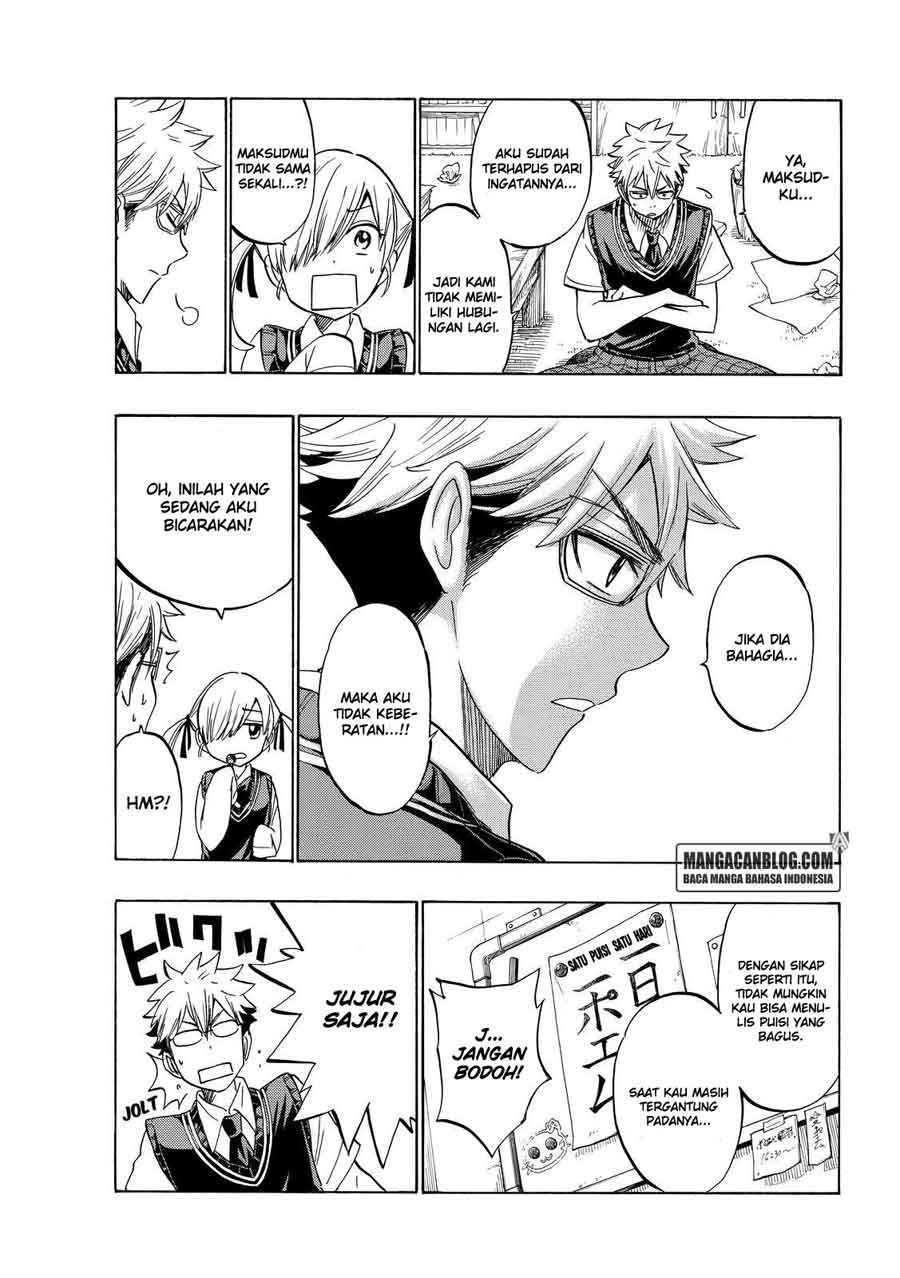 YA,
MAKSUD-
KU...
AKU SUDAH
TERHAPUS DARI
INGATANNYA...
JADI KAMI
TIDAK MEMI-
LIKI HUBU-
NGAN LAGI.
MAKSUDMU
TIDAK SAMA
SEKALI...?!
JIKA DIA
BAHAGIA...
MAKA AKU
TIDAK KEBE-
RATAN...!!
OH, INILAH YANG
SEDANG AKU
BICARAKAN!
HM?!
MANGACANBLOG.COM
BACA MANGA BAHASA INDONESIA
DENGAN SIKAP
SEPERTI ITU,
TIDAK MUNGKIN
KAU BISA MENU-
LIS PUISI YANG
BAGUS.
SAAT KAU MASIH
TERGANTUNG
PADANYA...
SATU PUISI SATU HARI
一日
一ポエム
16:30~
J...
JANGAN
BODOH!
JUJUR
SAJA!!
ビクッ
JOLT